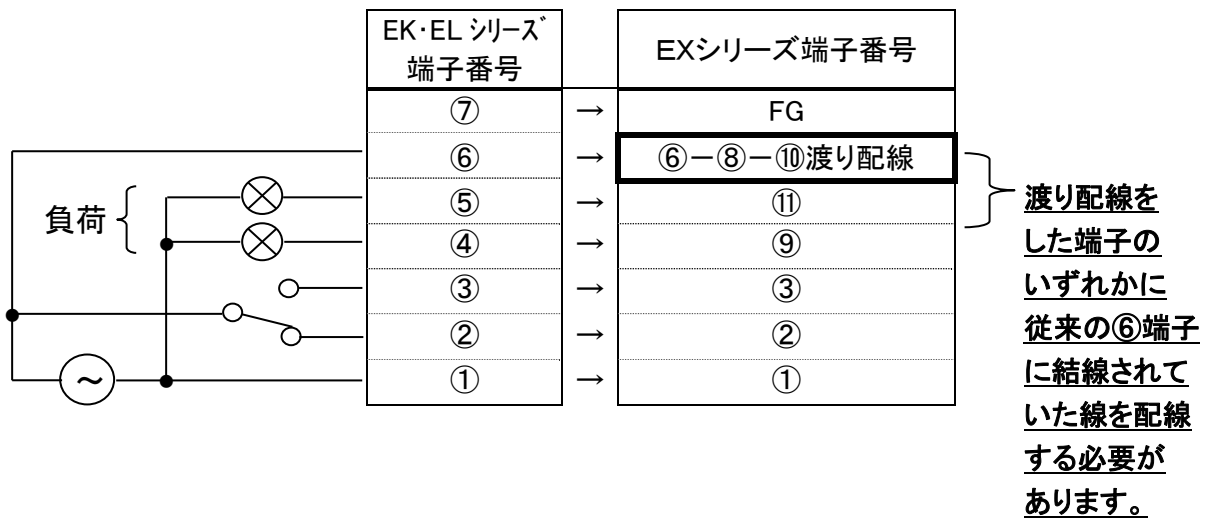 EK・EL シリーズ
端子番号
EXシリーズ端子番号
⑦ → FG
⑥ → ⑥－⑧－⑩渡り配線
⑤ → ⑪
④ → ⑨
③ → ③
② → ②
① → ①
負荷
～
渡り配線を
した端子の
いずれかに
従来の⑥端子
に結線されて
いた線を配線
する必要が
あります。